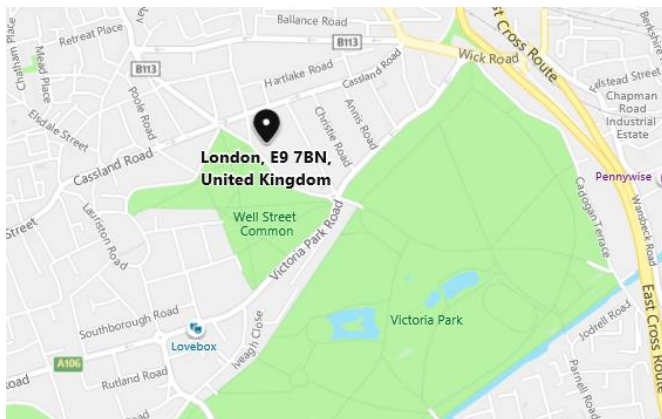 Ballance Road
Retreat Place
Chatham Place
Mead Place
B113
Wick Road
East Cross Route
Berkshire R
Hartlake Road
Cassland Road
Elsdale Street
Poole Road
B113
Christie Road
Annis Road
elstead Street
Chapman
Road
Industrial
Estate
London, E9 7BN,
United Kingdom
Pennywise
Cassland Road
Lauriston Road
Well Street
Common
Victoria Park Road
Cadogan Terrace
Wansbeck Road
Street
Southborough Road
Lovebox
Iveagh Close
Victoria Park
East Cross Route
Jodrell Road
A106
Rutland Road
Road
Parnell Road